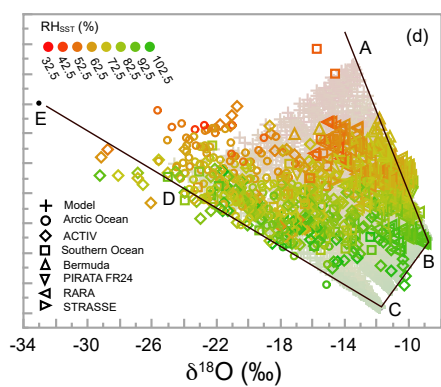 RH_SST (%)
32.5 42.5 52.5 62.5 72.5 82.5 92.5 102.5
(d)
A
E
D
B
C
Model
Arctic Ocean
ACTIV
Southern Ocean
Bermuda
PIRATA FR24
RARA
STRASSE
-34 -30 -26 -22 -18 -14 -10
δ18O (‰)